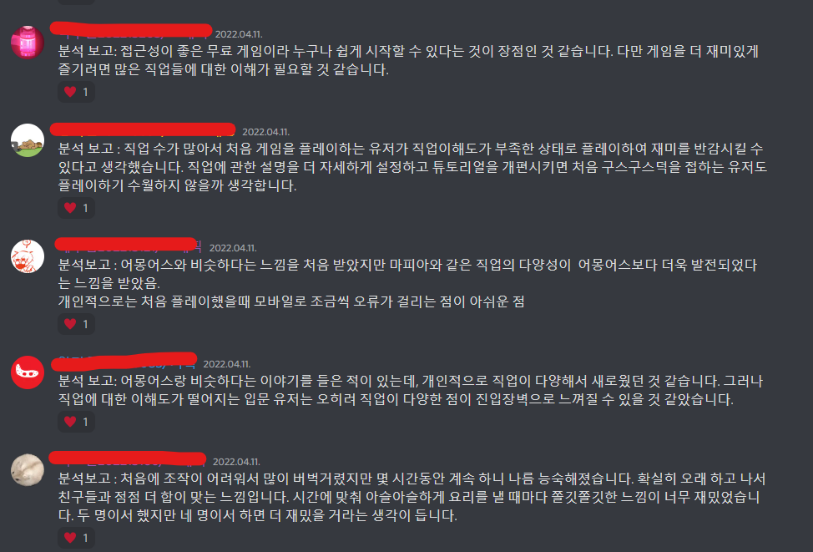 2022.04.11.
분석 보고: 접근성이 좋은 무료 게임이라 누구나 쉽게 시작할 수 있다는 것이 장점인 것 같습니다. 다만 게임을 더 재미있게
즐기려면 많은 직업들에 대한 이해가 필요할 것 같습니다.
1
2022.04.11.
분석 보고 : 직업 수가 많아서 처음 게임을 플레이하는 유저가 직업이해도가 부족한 상태로 플레이하여 재미를 반감시킬 수
있다고 생각했습니다. 직업에 관한 설명을 더 자세하게 설정하고 튜토리얼을 개편시키면 처음 구스구스덕을 접하는 유저도
플레이하기 수월하지 않을까 생각합니다.
1
2022.04.11.
분석보고 : 어몽어스와 비슷하다는 느낌을 처음 받았지만 마피아와 같은 직업의 다양성이 어몽어스보다 더욱 발전되었다
는 느낌을 받았음.
개인적으로는 처음 플레이했을때 모바일로 조금씩 오류가 걸리는 점이 아쉬운 점
1
2022.04.11.
분석 보고: 어몽어스랑 비슷하다는 이야기를 들은 적이 있는데, 개인적으로 직업이 다양해서 새로웠던 것 같습니다. 그러나
직업에 대한 이해도가 떨어지는 입문 유저는 오히려 직업이 다양한 점이 진입장벽으로 느껴질 수 있을 것 같았습니다.
1
2022.04.11.
분석보고 : 처음에 조작이 어려워서 많이 버벅거렸지만 몇 시간동안 계속 하니 나름 능숙해졌습니다. 확실히 오래 하고 나서
친구들과 점점 더 합이 맞는 느낌입니다. 시간에 맞춰 아슬아슬하게 요리를 낼 때마다 쫄깃쫄깃한 느낌이 너무 재밌었습니
다. 두 명이서 했지만 네 명이서 하면 더 재밌을 거라는 생각이 듭니다.
1